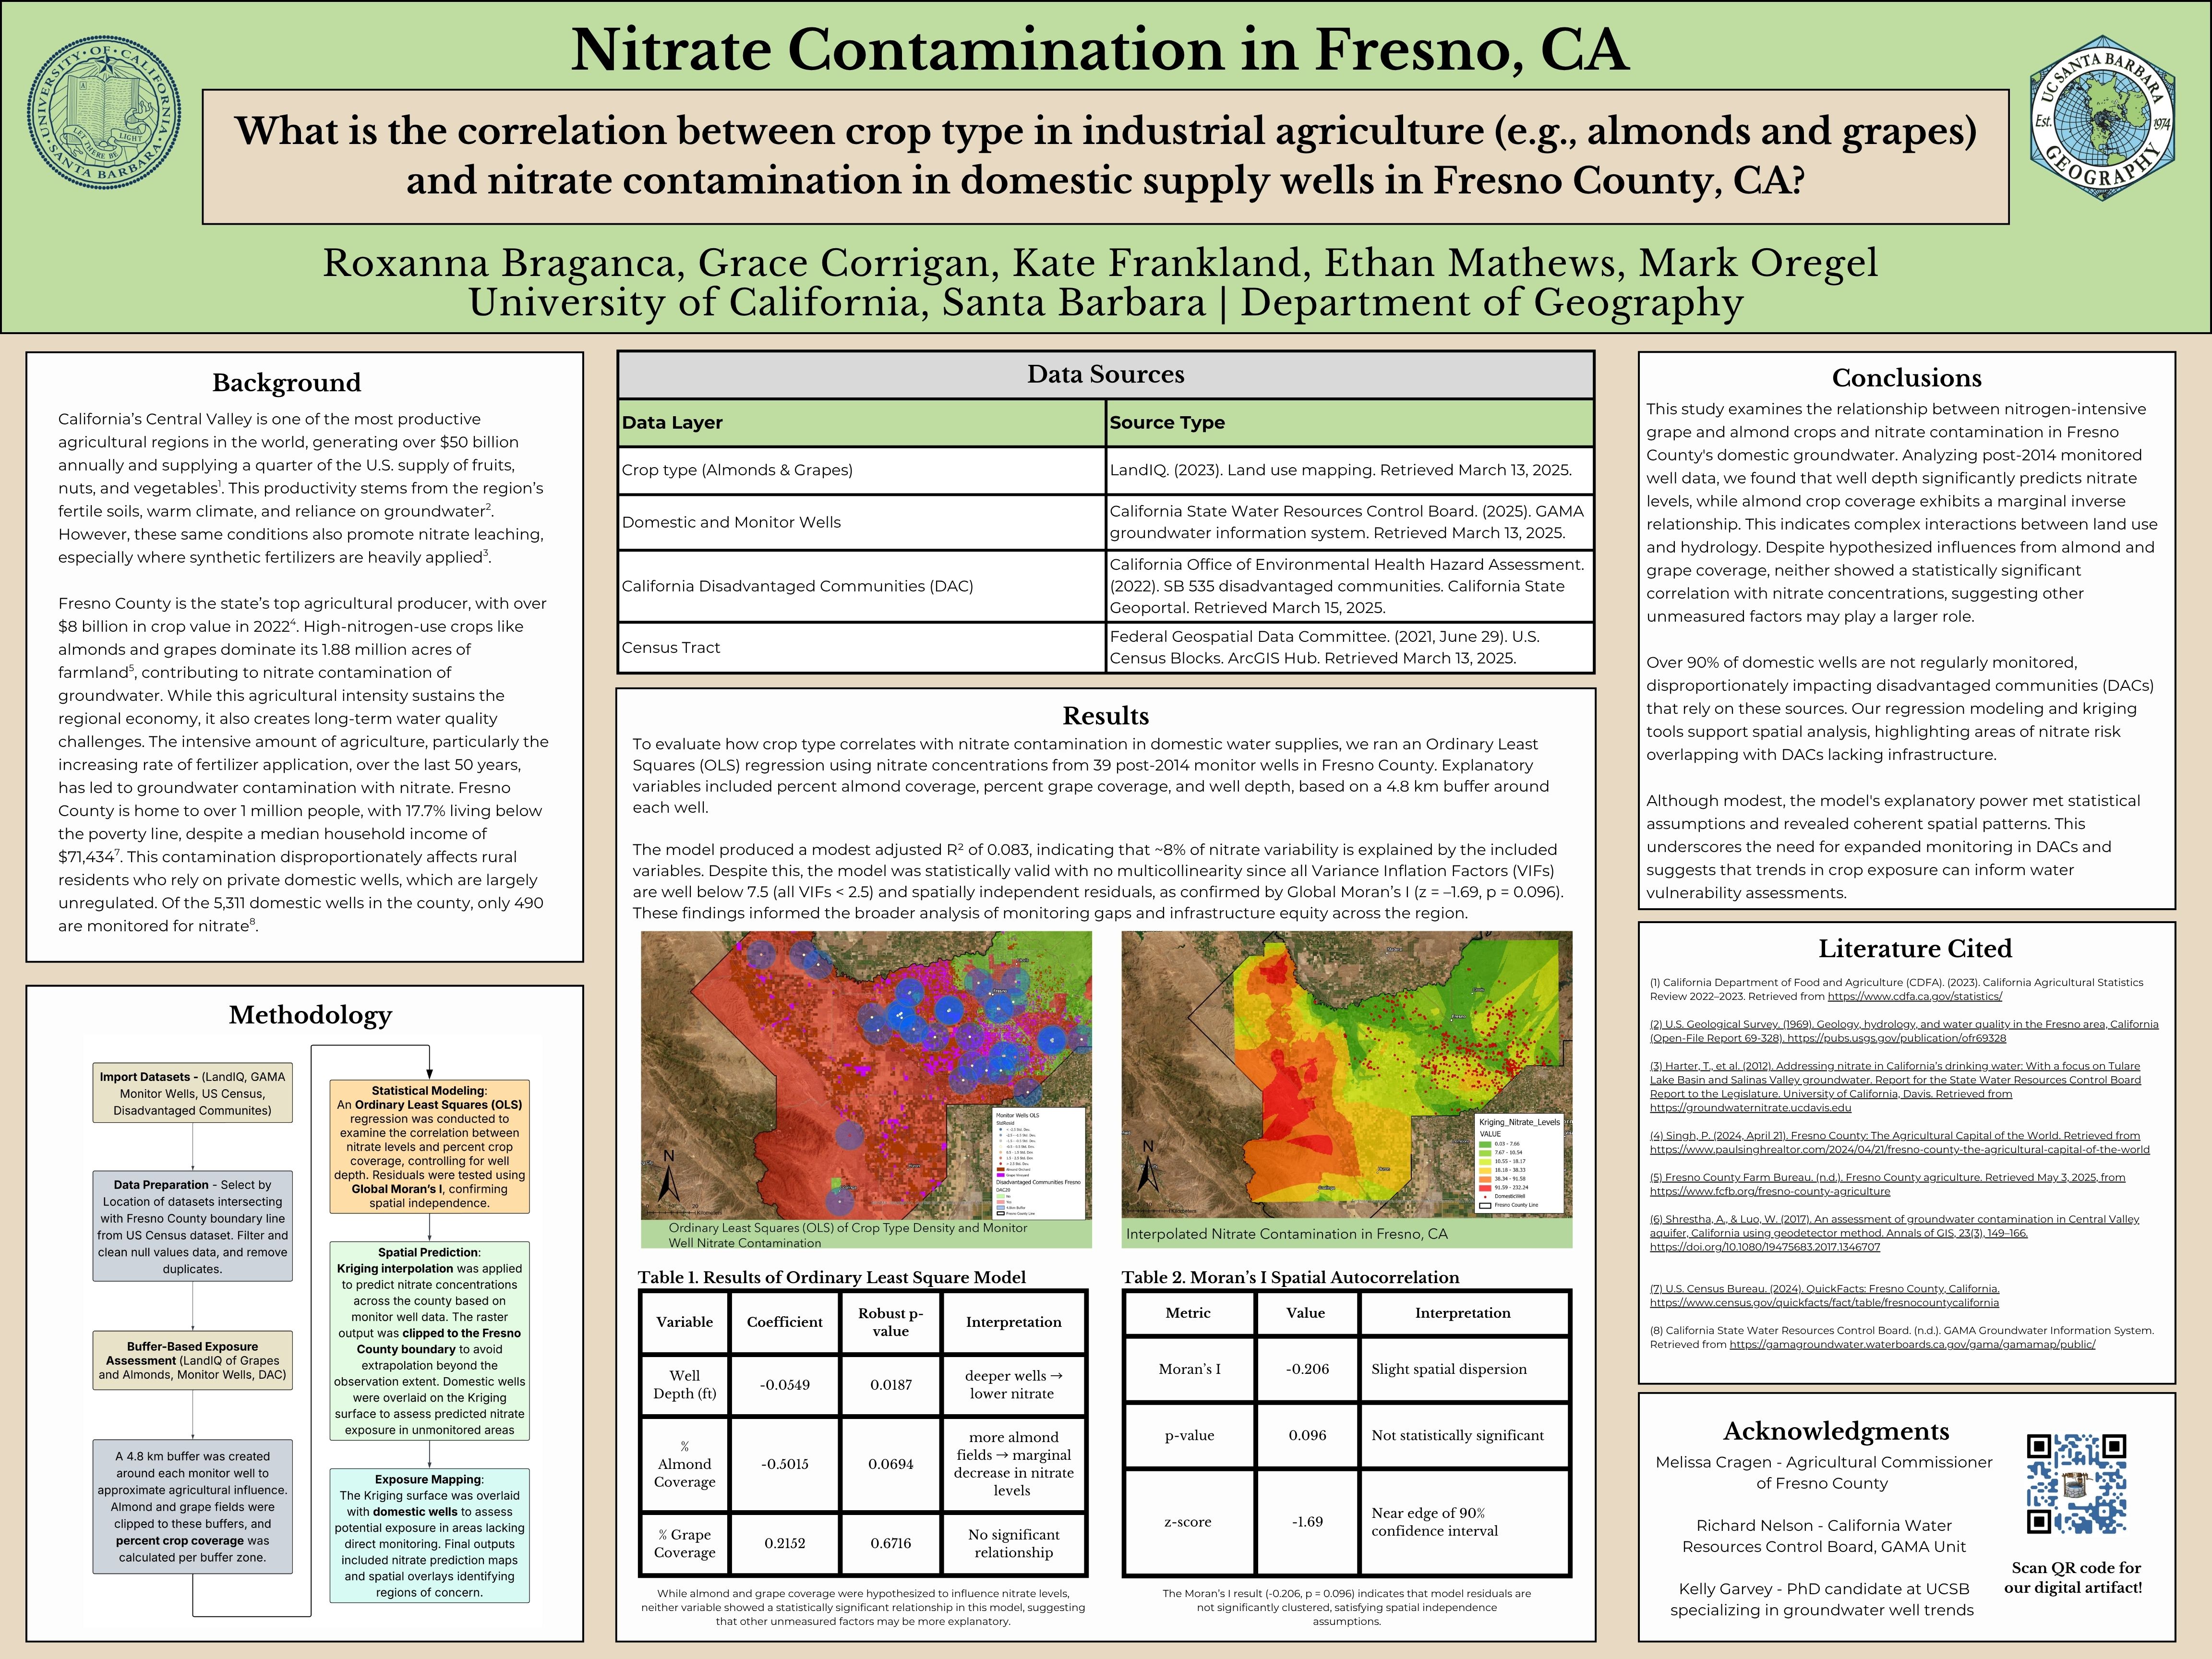 Nitrate Contamination in Fresno, CA
What is the correlation between crop type in industrial agriculture (e.g., almonds and grapes)
and nitrate contamination in domestic supply wells in Fresno County, CA?
Roxanna Braganca, Grace Corrigan, Kate Frankland, Ethan Mathews, Mark Oregel
University of California, Santa Barbara | Department of Geography
UNIVERSITY · OF · CALIFORNIA · SANTA BARBARA ·
LET THERE BE LIGHT
UC SANTA BARBARA
Est. 1974
GEOGRAPHY
Background
California's Central Valley is one of the most productive
agricultural regions in the world, generating over $50 billion
annually and supplying a quarter of the U.S. supply of fruits,
nuts, and vegetables¹. This productivity stems from the region's
fertile soils, warm climate, and reliance on groundwater².
However, these same conditions also promote nitrate leaching,
especially where synthetic fertilizers are heavily applied³.
Fresno County is the state's top agricultural producer, with over
$8 billion in crop value in 2022⁴. High-nitrogen-use crops like
almonds and grapes dominate its 1.88 million acres of
farmland⁵, contributing to nitrate contamination of
groundwater. While this agricultural intensity sustains the
regional economy, it also creates long-term water quality
challenges. The intensive amount of agriculture, particularly the
increasing rate of fertilizer application, over the last 50 years,
has led to groundwater contamination with nitrate. Fresno
County is home to over 1 million people, with 17.7% living below
the poverty line, despite a median household income of
$71,434⁷. This contamination disproportionately affects rural
residents who rely on private domestic wells, which are largely
unregulated. Of the 5,311 domestic wells in the county, only 490
are monitored for nitrate⁸.
Methodology
Import Datasets - (LandIQ, GAMA
Monitor Wells, US Census,
Disadvantaged Communites)
Data Preparation - Select by
Location of datasets intersecting
with Fresno County boundary line
from US Census dataset. Filter and
clean null values data, and remove
duplicates.
Buffer-Based Exposure
Assessment (LandIQ of Grapes
and Almonds, Monitor Wells, DAC)
A 4.8 km buffer was created
around each monitor well to
approximate agricultural influence.
Almond and grape fields were
clipped to these buffers, and
percent crop coverage was
calculated per buffer zone.
Statistical Modeling:
An Ordinary Least Squares (OLS)
regression was conducted to
examine the correlation between
nitrate levels and percent crop
coverage, controlling for well
depth. Residuals were tested using
Global Moran's I, confirming
spatial independence.
Spatial Prediction:
Kriging interpolation was applied
to predict nitrate concentrations
across the county based on
monitor well data. The raster
output was clipped to the Fresno
County boundary to avoid
extrapolation beyond the
observation extent. Domestic wells
were overlaid on the Kriging
surface to assess predicted nitrate
exposure in unmonitored areas
Exposure Mapping:
The Kriging surface was overlaid
with domestic wells to assess
potential exposure in areas lacking
direct monitoring. Final outputs
included nitrate prediction maps
and spatial overlays identifying
regions of concern.
Data Sources
Data Layer
Source Type
Crop type (Almonds & Grapes)
LandIQ. (2023). Land use mapping. Retrieved March 13, 2025.
Domestic and Monitor Wells
California State Water Resources Control Board. (2025). GAMA
groundwater information system. Retrieved March 13, 2025.
California Disadvantaged Communities (DAC)
California Office of Environmental Health Hazard Assessment.
(2022). SB 535 disadvantaged communities. California State
Geoportal. Retrieved March 15, 2025.
Census Tract
Federal Geospatial Data Committee. (2021, June 29). U.S.
Census Blocks. ArcGIS Hub. Retrieved March 13, 2025.
Results
To evaluate how crop type correlates with nitrate contamination in domestic water supplies, we ran an Ordinary Least
Squares (OLS) regression using nitrate concentrations from 39 post-2014 monitor wells in Fresno County. Explanatory
variables included percent almond coverage, percent grape coverage, and well depth, based on a 4.8 km buffer around
each well.
The model produced a modest adjusted R² of 0.083, indicating that ~8% of nitrate variability is explained by the included
variables. Despite this, the model was statistically valid with no multicollinearity since all Variance Inflation Factors (VIFs)
are well below 7.5 (all VIFs < 2.5) and spatially independent residuals, as confirmed by Global Moran's I (z = –1.69, p = 0.096).
These findings informed the broader analysis of monitoring gaps and infrastructure equity across the region.
N
Monitor Wells OLS
StdResid
Almond Orchard
Grape Vineyard
Disadvantaged Communities Fresno
DAC20
No
Yes
4.8km Buffer
Fresno County Line
Ordinary Least Squares (OLS) of Crop Type Density and Monitor
Well Nitrate Contamination
N
Kriging_Nitrate_Levels
VALUE
0.03 - 7.66
7.67 - 10.54
10.55 - 18.17
18.18 - 38.33
38.34 - 91.58
91.59 - 232.24
DomesticWell
Fresno County Line
Interpolated Nitrate Contamination in Fresno, CA
Table 1. Results of Ordinary Least Square Model
Variable
Coefficient
Robust p-
value
Interpretation
Well
Depth (ft)
-0.0549
0.0187
deeper wells →
lower nitrate
%
Almond
Coverage
-0.5015
0.0694
more almond
fields → marginal
decrease in nitrate
levels
% Grape
Coverage
0.2152
0.6716
No significant
relationship
While almond and grape coverage were hypothesized to influence nitrate levels,
neither variable showed a statistically significant relationship in this model, suggesting
that other unmeasured factors may be more explanatory.
Table 2. Moran's I Spatial Autocorrelation
Metric
Value
Interpretation
Moran's I
-0.206
Slight spatial dispersion
p-value
0.096
Not statistically significant
z-score
-1.69
Near edge of 90%
confidence interval
The Moran's I result (-0.206, p = 0.096) indicates that model residuals are
not significantly clustered, satisfying spatial independence
assumptions.
Conclusions
This study examines the relationship between nitrogen-intensive
grape and almond crops and nitrate contamination in Fresno
County's domestic groundwater. Analyzing post-2014 monitored
well data, we found that well depth significantly predicts nitrate
levels, while almond crop coverage exhibits a marginal inverse
relationship. This indicates complex interactions between land use
and hydrology. Despite hypothesized influences from almond and
grape coverage, neither showed a statistically significant
correlation with nitrate concentrations, suggesting other
unmeasured factors may play a larger role.
Over 90% of domestic wells are not regularly monitored,
disproportionately impacting disadvantaged communities (DACs)
that rely on these sources. Our regression modeling and kriging
tools support spatial analysis, highlighting areas of nitrate risk
overlapping with DACs lacking infrastructure.
Although modest, the model's explanatory power met statistical
assumptions and revealed coherent spatial patterns. This
underscores the need for expanded monitoring in DACs and
suggests that trends in crop exposure can inform water
vulnerability assessments.
Literature Cited
(1) California Department of Food and Agriculture (CDFA). (2023). California Agricultural Statistics
Review 2022–2023. Retrieved from https://www.cdfa.ca.gov/statistics/
(2) U.S. Geological Survey. (1969). Geology, hydrology, and water quality in the Fresno area, California
(Open-File Report 69-328). https://pubs.usgs.gov/publication/ofr69328
(3) Harter, T., et al. (2012). Addressing nitrate in California's drinking water: With a focus on Tulare
Lake Basin and Salinas Valley groundwater. Report for the State Water Resources Control Board
Report to the Legislature. University of California, Davis. Retrieved from
https://groundwaternitrate.ucdavis.edu
(4) Singh, P. (2024, April 21). Fresno County: The Agricultural Capital of the World. Retrieved from
https://www.paulsinghrealtor.com/2024/04/21/fresno-county-the-agricultural-capital-of-the-world
(5) Fresno County Farm Bureau. (n.d.). Fresno County agriculture. Retrieved May 3, 2025, from
https://www.fcfb.org/fresno-county-agriculture
(6) Shrestha, A., & Luo, W. (2017). An assessment of groundwater contamination in Central Valley
aquifer, California using geodetector method. Annals of GIS, 23(3), 149–166.
https://doi.org/10.1080/19475683.2017.1346707
(7) U.S. Census Bureau. (2024). QuickFacts: Fresno County, California.
https://www.census.gov/quickfacts/fact/table/fresnocountycalifornia
(8) California State Water Resources Control Board. (n.d.). GAMA Groundwater Information System.
Retrieved from https://gamagroundwater.waterboards.ca.gov/gama/gamamap/public/
Acknowledgments
Melissa Cragen - Agricultural Commissioner
of Fresno County
Richard Nelson - California Water
Resources Control Board, GAMA Unit
Kelly Garvey - PhD candidate at UCSB
specializing in groundwater well trends
Scan QR code for
our digital artifact!